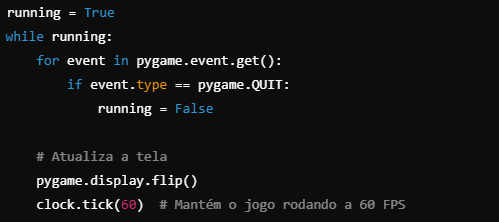 running = True
while running:
    for event in pygame.event.get():
        if event.type == pygame.QUIT:
            running = False
    # Atualiza a tela
    pygame.display.flip()
    clock.tick(60)  # Mantém o jogo rodando a 60 FPS